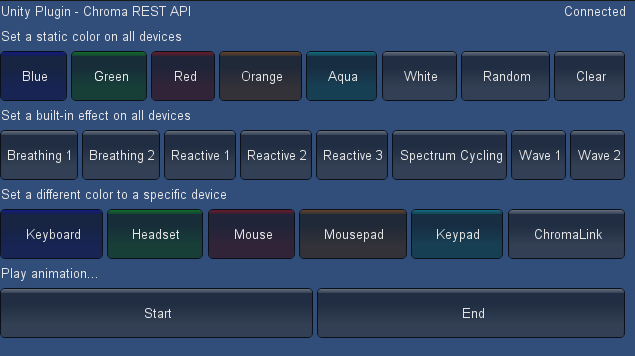 Unity Plugin - Chroma REST API Connected
Set a static color on all devices
Blue Green Red Orange Aqua White Random Clear
Set a built-in effect on all devices
Breathing 1 Breathing 2 Reactive 1 Reactive 2 Reactive 3 Spectrum Cycling Wave 1 Wave 2
Set a different color to a specific device
Keyboard Headset Mouse Mousepad Keypad ChromaLink
Play animation...
Start End